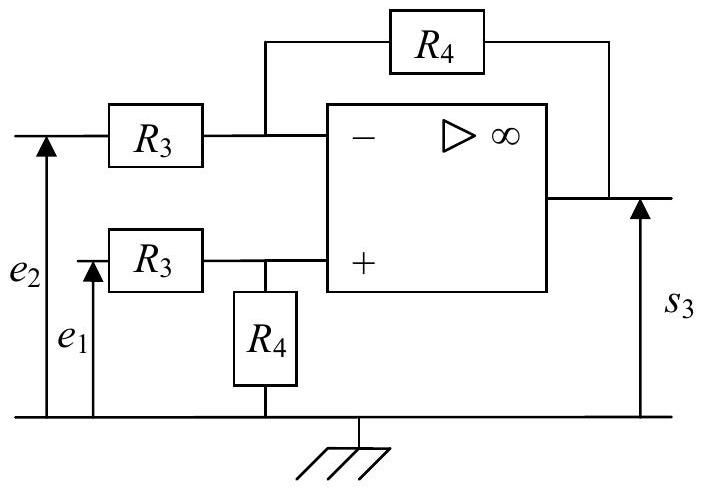 R₄
R₃
− ▷ ∞
e₂
R₃
+
e₁
R₄
s₃